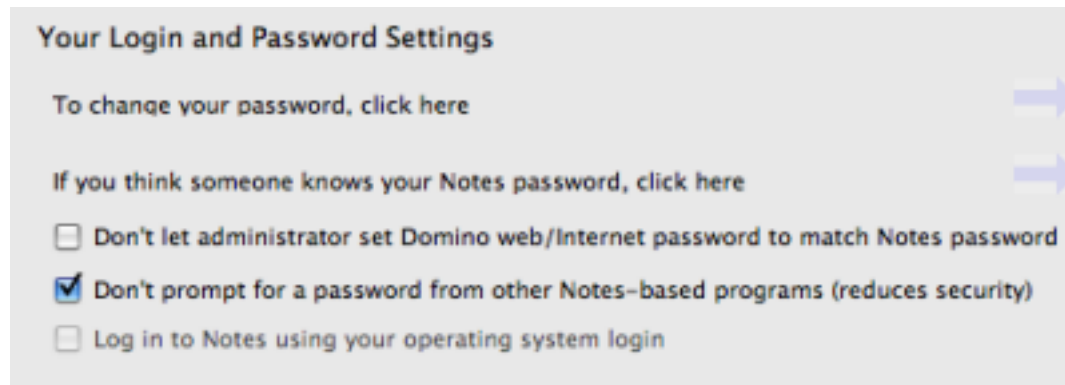 Your Login and Password Settings
To change your password, click here
If you think someone knows your Notes password, click here
Don't let administrator set Domino web/Internet password to match Notes password
Don't prompt for a password from other Notes-based programs (reduces security)
Log in to Notes using your operating system login